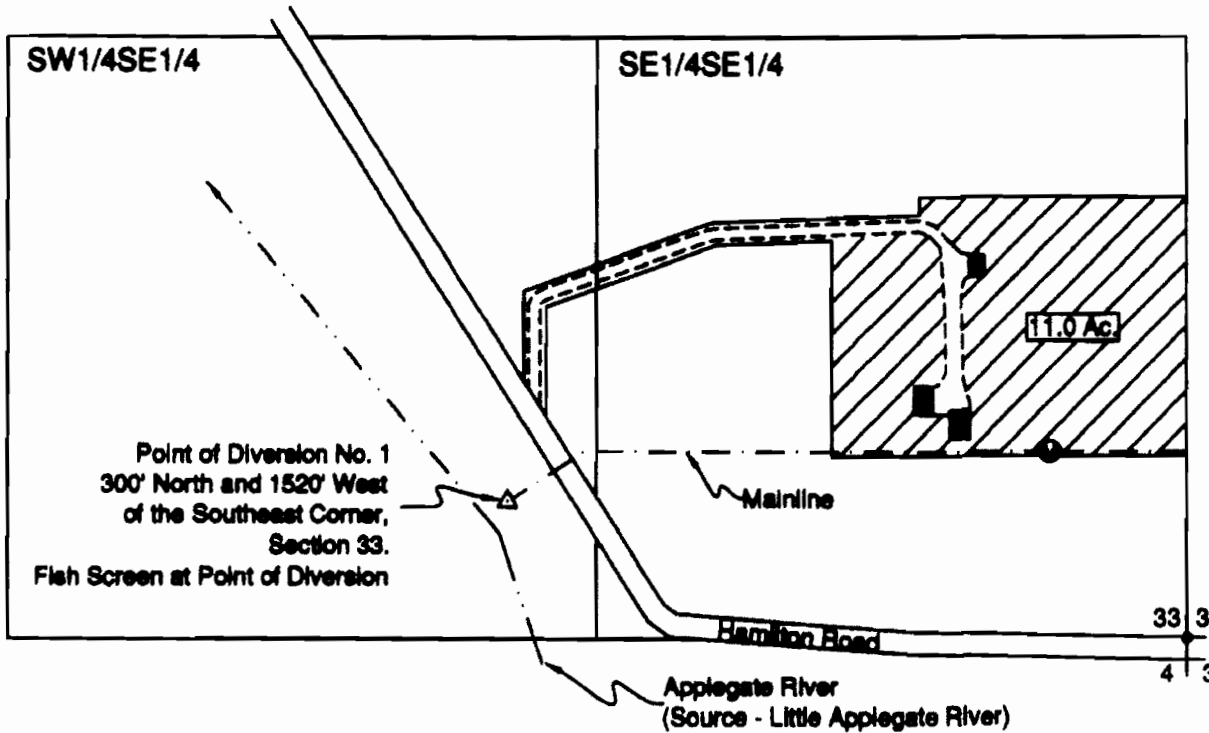 SW1/4SE1/4
SE1/4SE1/4
11.0 Ac.
Point of Diversion No. 1
300' North and 1520' West
of the Southeast Corner,
Section 33.
Fish Screen at Point of Diversion
Mainline
Hamilton Road
33 3
4 3
Applegate River
(Source - Little Applegate River)